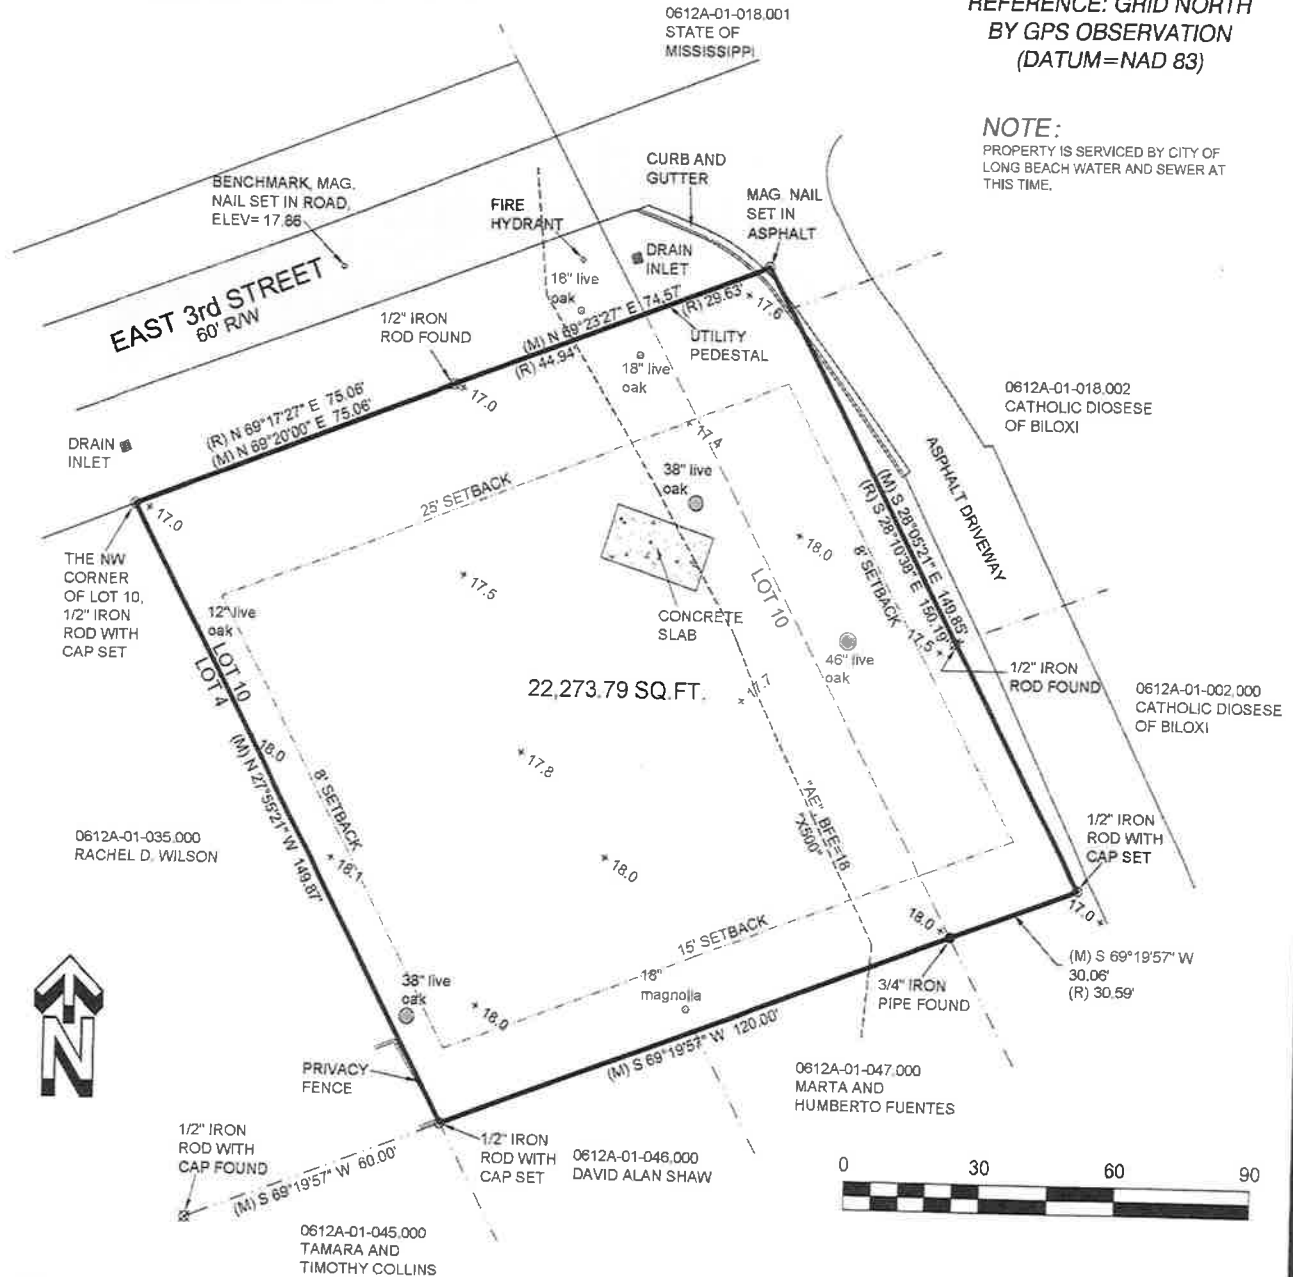 0612A-01-018.001
STATE OF
MISSISSIPPI
REFERENCE: GRID NORTH
BY GPS OBSERVATION
(DATUM=NAD 83)
NOTE:
PROPERTY IS SERVICED BY CITY OF
LONG BEACH WATER AND SEWER AT
THIS TIME.
CURB AND
GUTTER
BENCHMARK, MAG.
NAIL SET IN ROAD,
ELEV= 17.86
FIRE
HYDRANT
MAG. NAIL
SET IN
ASPHALT
DRAIN
INLET
18" live
oak
EAST 3rd STREET
60' R/W
1/2" IRON
ROD FOUND
(M) N 69°23'27" E 74.57'
(R) 44.94'
(R) 29.63'
17.6
UTILITY
PEDESTAL
18" live
oak
17.0
0612A-01-018.002
CATHOLIC DIOSESE
OF BILOXI
(R) N 69°17'27" E 75.06'
(M) N 69°20'00" E 75.06'
DRAIN
INLET
17.4
38" live
oak
25' SETBACK
ASPHALT DRIVEWAY
(M) S 28°05'21" E 149.85'
(R) S 28°10'38" E 150.19'
17.0
THE NW
CORNER
OF LOT 10,
1/2" IRON
ROD WITH
CAP SET
18.0
8' SETBACK
17.5
LOT 10
12" live
oak
CONCRETE
SLAB
LOT 10
LOT 4
17.5
46" live
oak
1/2" IRON
ROD FOUND
22,273.79 SQ.FT.
17.7
0612A-01-002.000
CATHOLIC DIOSESE
OF BILOXI
18.0
(M) N 27°55'21" W 149.87'
17.8
8' SETBACK
"AE" BFE=18
"X500"
1/2" IRON
ROD WITH
CAP SET
0612A-01-035.000
RACHEL D. WILSON
18.1
18.0
17.0
18.0
15' SETBACK
(M) S 69°19'57" W
30.06'
(R) 30.59'
N
38" live
oak
18.0
18"
magnolia
3/4" IRON
PIPE FOUND
(M) S 69°19'57" W 120.00'
PRIVACY
FENCE
0612A-01-047.000
MARTA AND
HUMBERTO FUENTES
1/2" IRON
ROD WITH
CAP FOUND
(M) S 69°19'57" W 60.00'
1/2" IRON
ROD WITH
CAP SET
0612A-01-046.000
DAVID ALAN SHAW
0 30 60 90
0612A-01-045.000
TAMARA AND
TIMOTHY COLLINS